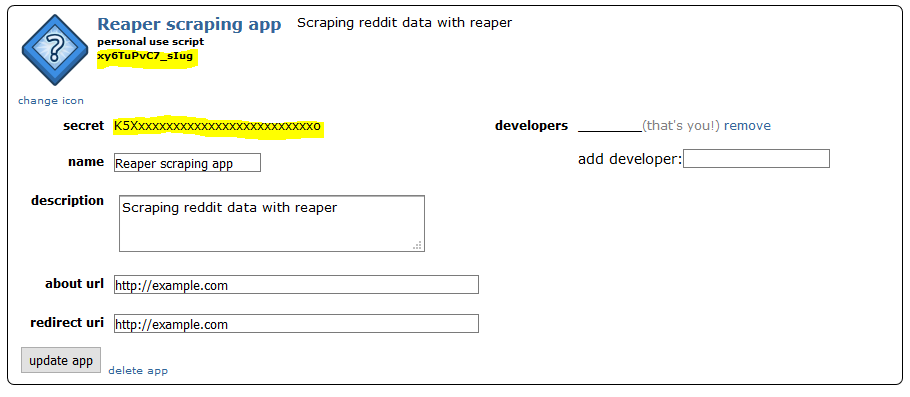 Reaper scraping app Scraping reddit data with reaper
personal use script
xy6TuPvC7_sIug
change icon
secret K5Xxxxxxxxxxxxxxxxxxxxxxxxxo developers (that's you!) remove
name Reaper scraping app add developer:
description Scraping reddit data with reaper
about url http://example.com
redirect uri http://example.com
update app delete app